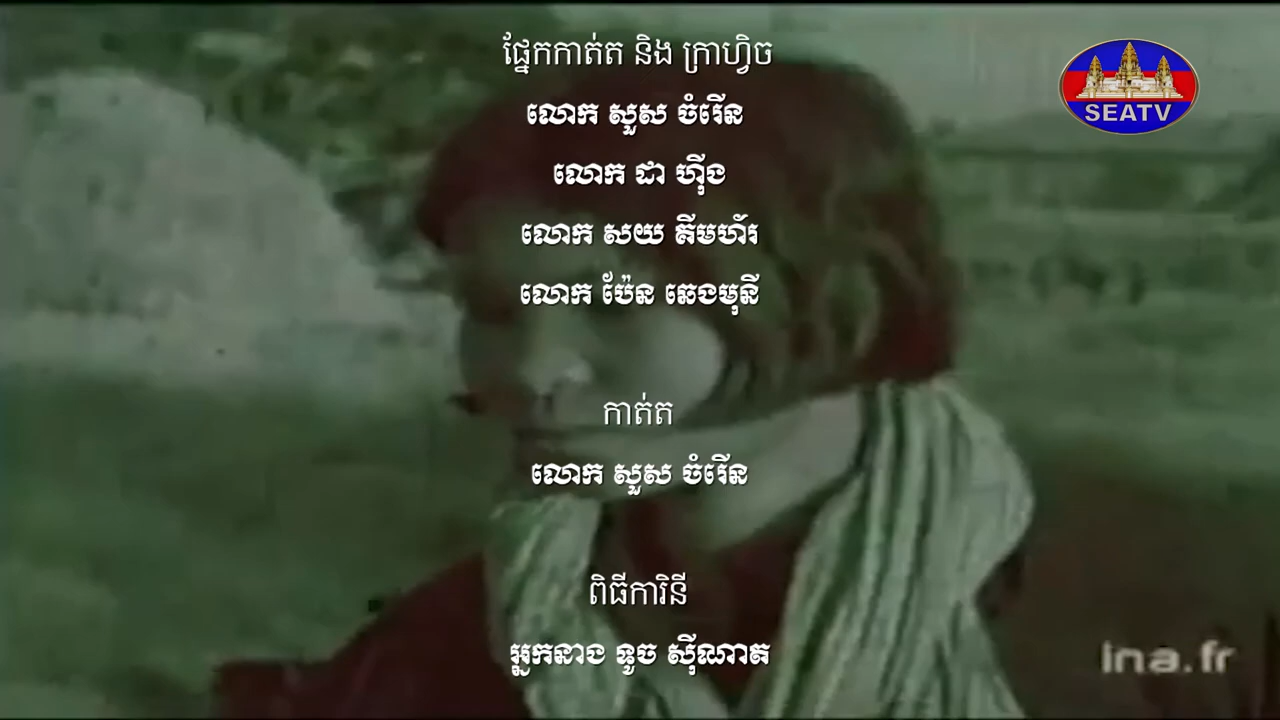 ផ្នែកកាត់ត និង ក្រាហ្វិច
SEATV
លោក សួស ចំរើន
លោក ដា ហ៊ីង
លោក សយ តីមហ័រ
លោក ប៉ែន ឆេងមុនី
កាត់ត
លោក សួស ចំរើន
ពិធីការិនី
អ្នកនាង ទូច ស៊ីណាត
ina.fr